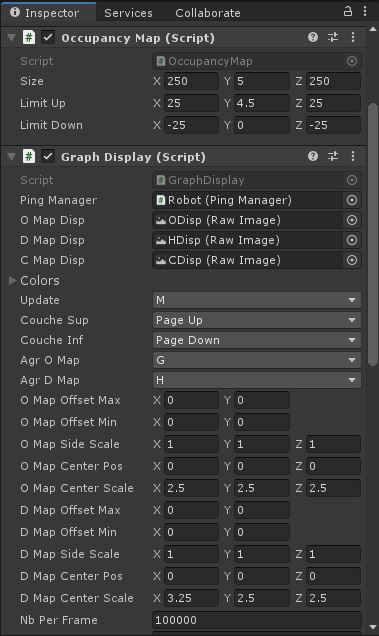 Inspector Services Collaborate
Occupancy Map (Script)
Script OccupancyMap
Size X 250 Y 5 Z 250
Limit Up X 25 Y 4.5 Z 25
Limit Down X -25 Y 0 Z -25
Graph Display (Script)
Script GraphDisplay
Ping Manager Robot (Ping Manager)
O Map Disp ODisp (Raw Image)
D Map Disp HDisp (Raw Image)
C Map Disp CDisp (Raw Image)
Colors
Update M
Couche Sup Page Up
Couche Inf Page Down
Agr O Map G
Agr D Map H
O Map Offset Max X 0 Y 0
O Map Offset Min X 0 Y 0
O Map Side Scale X 1 Y 1 Z 1
O Map Center Pos X 0 Y 0 Z 0
O Map Center Scale X 2.5 Y 2.5 Z 2.5
D Map Offset Max X 0 Y 0
D Map Offset Min X 0 Y 0
D Map Side Scale X 1 Y 1 Z 1
D Map Center Pos X 0 Y 0 Z 0
D Map Center Scale X 3.25 Y 2.5 Z 2.5
Nb Per Frame 100000